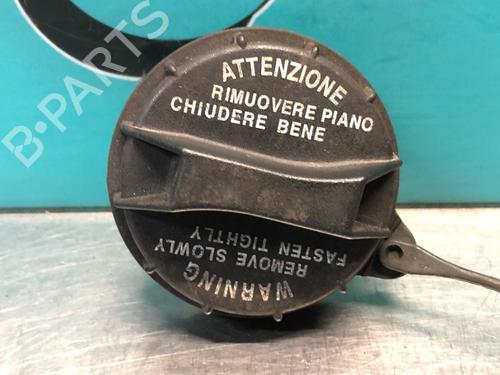 ATTENZIONE
RIMUOVERE PIANO
CHIUDERE BENE
WARNING
REMOVE SLOWLY
FASTEN TIGHTLY
B-PARTS